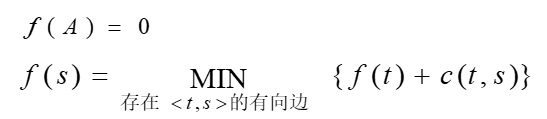 f ( A ) = 0
f ( s ) = MIN { f ( t ) + c ( t , s ) }
存在 < t , s > 的有向边